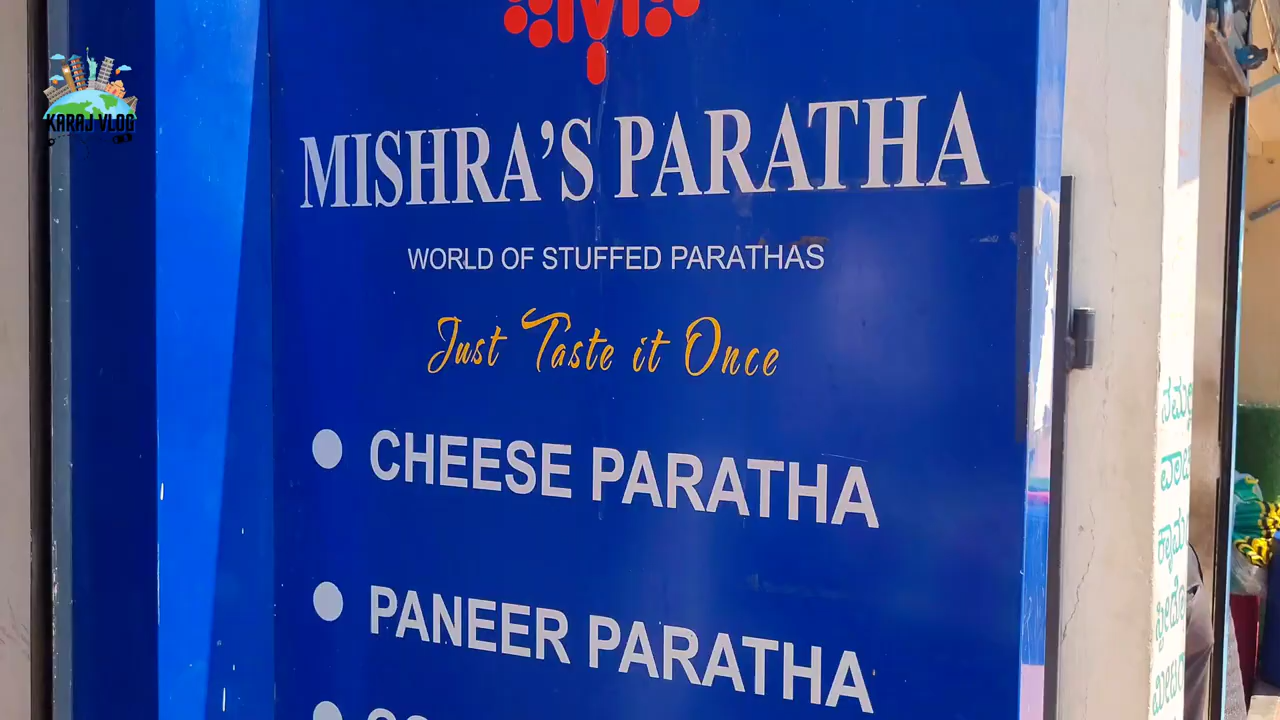 KARAJ VLOG
MISHRA'S PARATHA
WORLD OF STUFFED PARATHAS
Just Taste it Once
CHEESE PARATHA
PANEER PARATHA